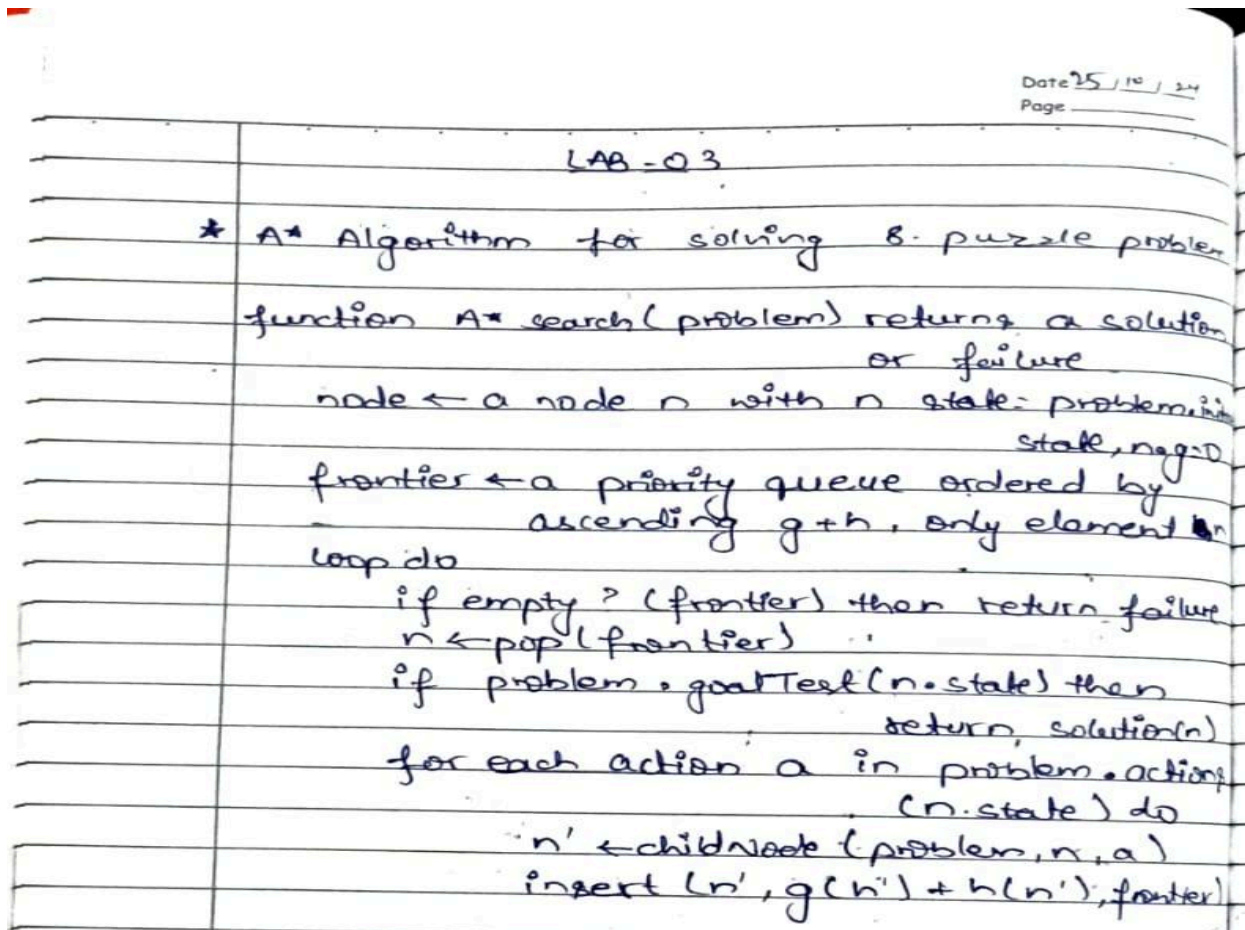 Date 25 / 10 / 24
Page
LAB - 03
* A* Algorithm for solving 8- puzzle problem
function A* search (problem) returns a solution
or failure
node ← a node n with n state = problem.
state, n.g=0
frontier ← a priority queue ordered by
ascending g+h, only element n
loop do
if empty ? (frontier) then return failure
n ← pop (frontier)
if problem . goalTest (n.state) then
return, solution(n)
for each action a in problem . actions
(n.state) do
n' ← childNode (problem, n, a)
insert (n', g(n') + h(n'), frontier)